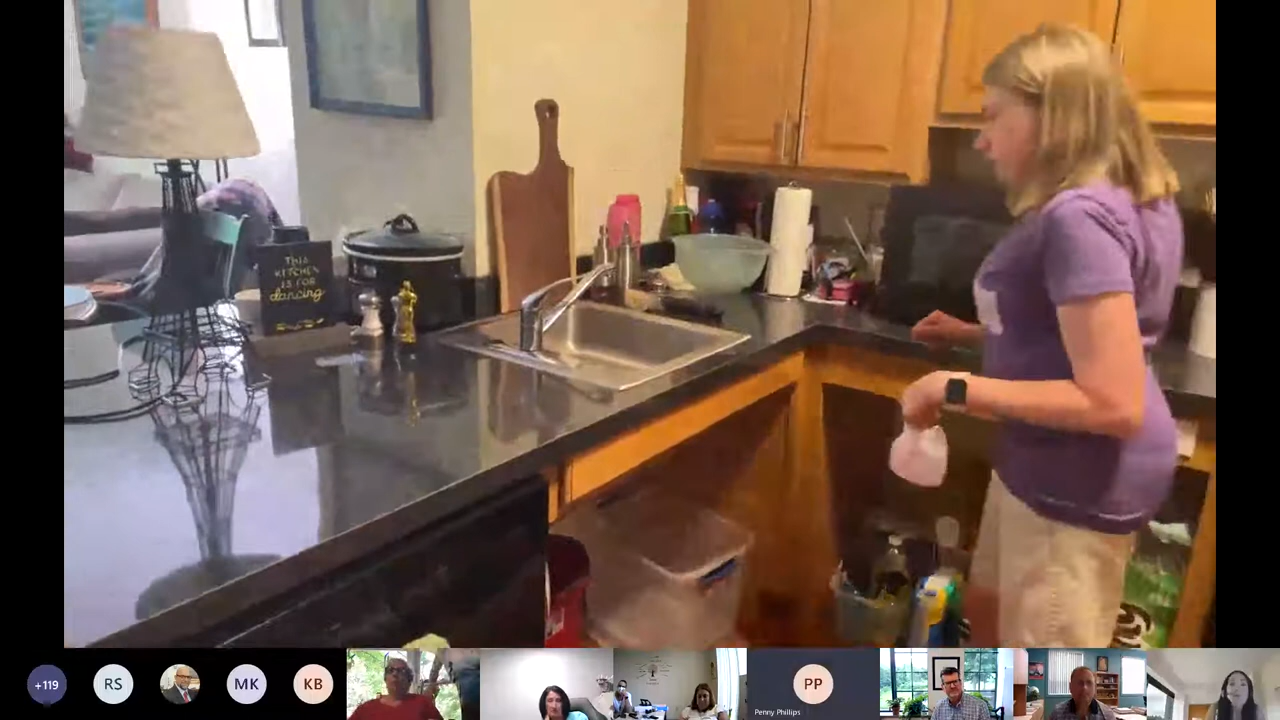 THIS
KITCHEN
IS FOR
dancing
+119
RS
MK
KB
PP
Penny Phillips